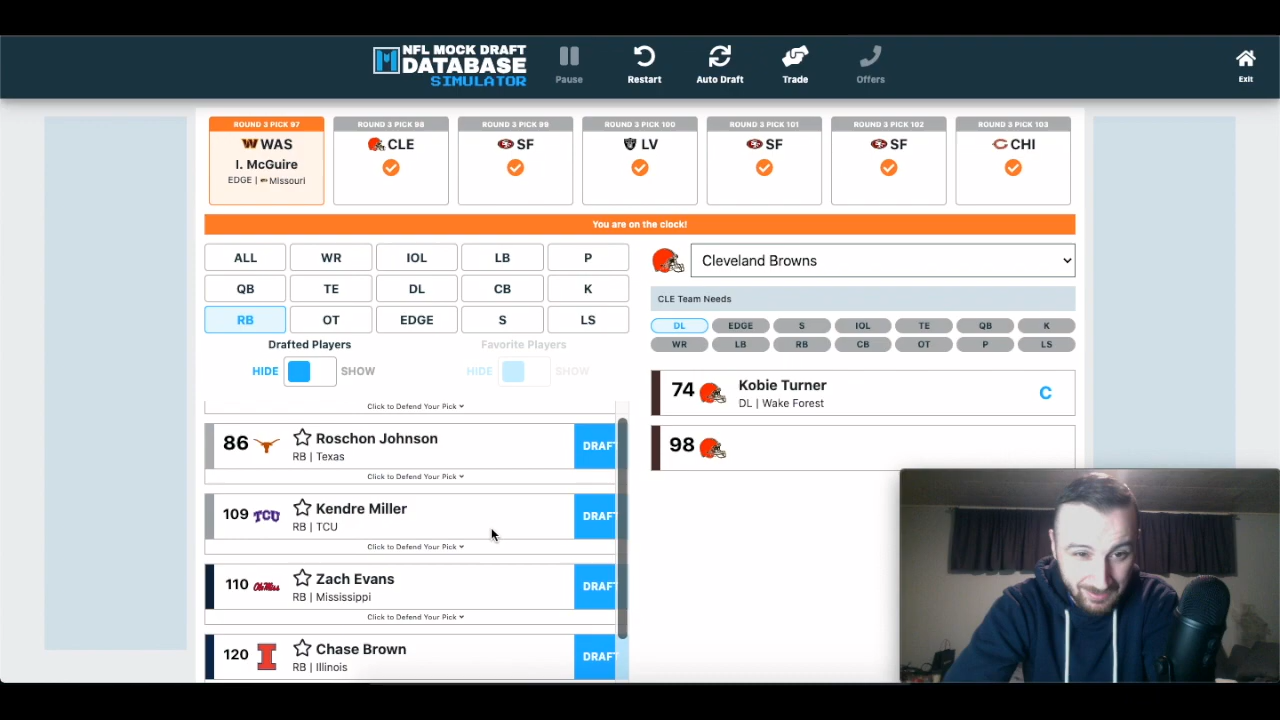 NFL MOCK DRAFT
DATABASE
SIMULATOR
Pause
Restart
Auto Draft
Trade
Offers
Exit
ROUND 3 PICK 97
WAS
I. McGuire
EDGE | Missouri
ROUND 3 PICK 98
CLE
ROUND 3 PICK 99
SF
ROUND 3 PICK 100
LV
ROUND 3 PICK 101
SF
ROUND 3 PICK 102
SF
ROUND 3 PICK 103
CHI
You are on the clock!
ALL WR IOL LB P
QB TE DL CB K
RB OT EDGE S LS
Drafted Players
HIDE SHOW
Favorite Players
HIDE SHOW
Click to Defend Your Pick
86 Roschon Johnson DRAFT
RB | Texas
Click to Defend Your Pick
109 TCU Kendre Miller DRAFT
RB | TCU
Click to Defend Your Pick
110 Ole Miss Zach Evans DRAFT
RB | Mississippi
Click to Defend Your Pick
120 Chase Brown DRAFT
RB | Illinois
Cleveland Browns
CLE Team Needs
DL EDGE S IOL TE QB K
WR LB RB CB OT P LS
74 Kobie Turner C
DL | Wake Forest
98